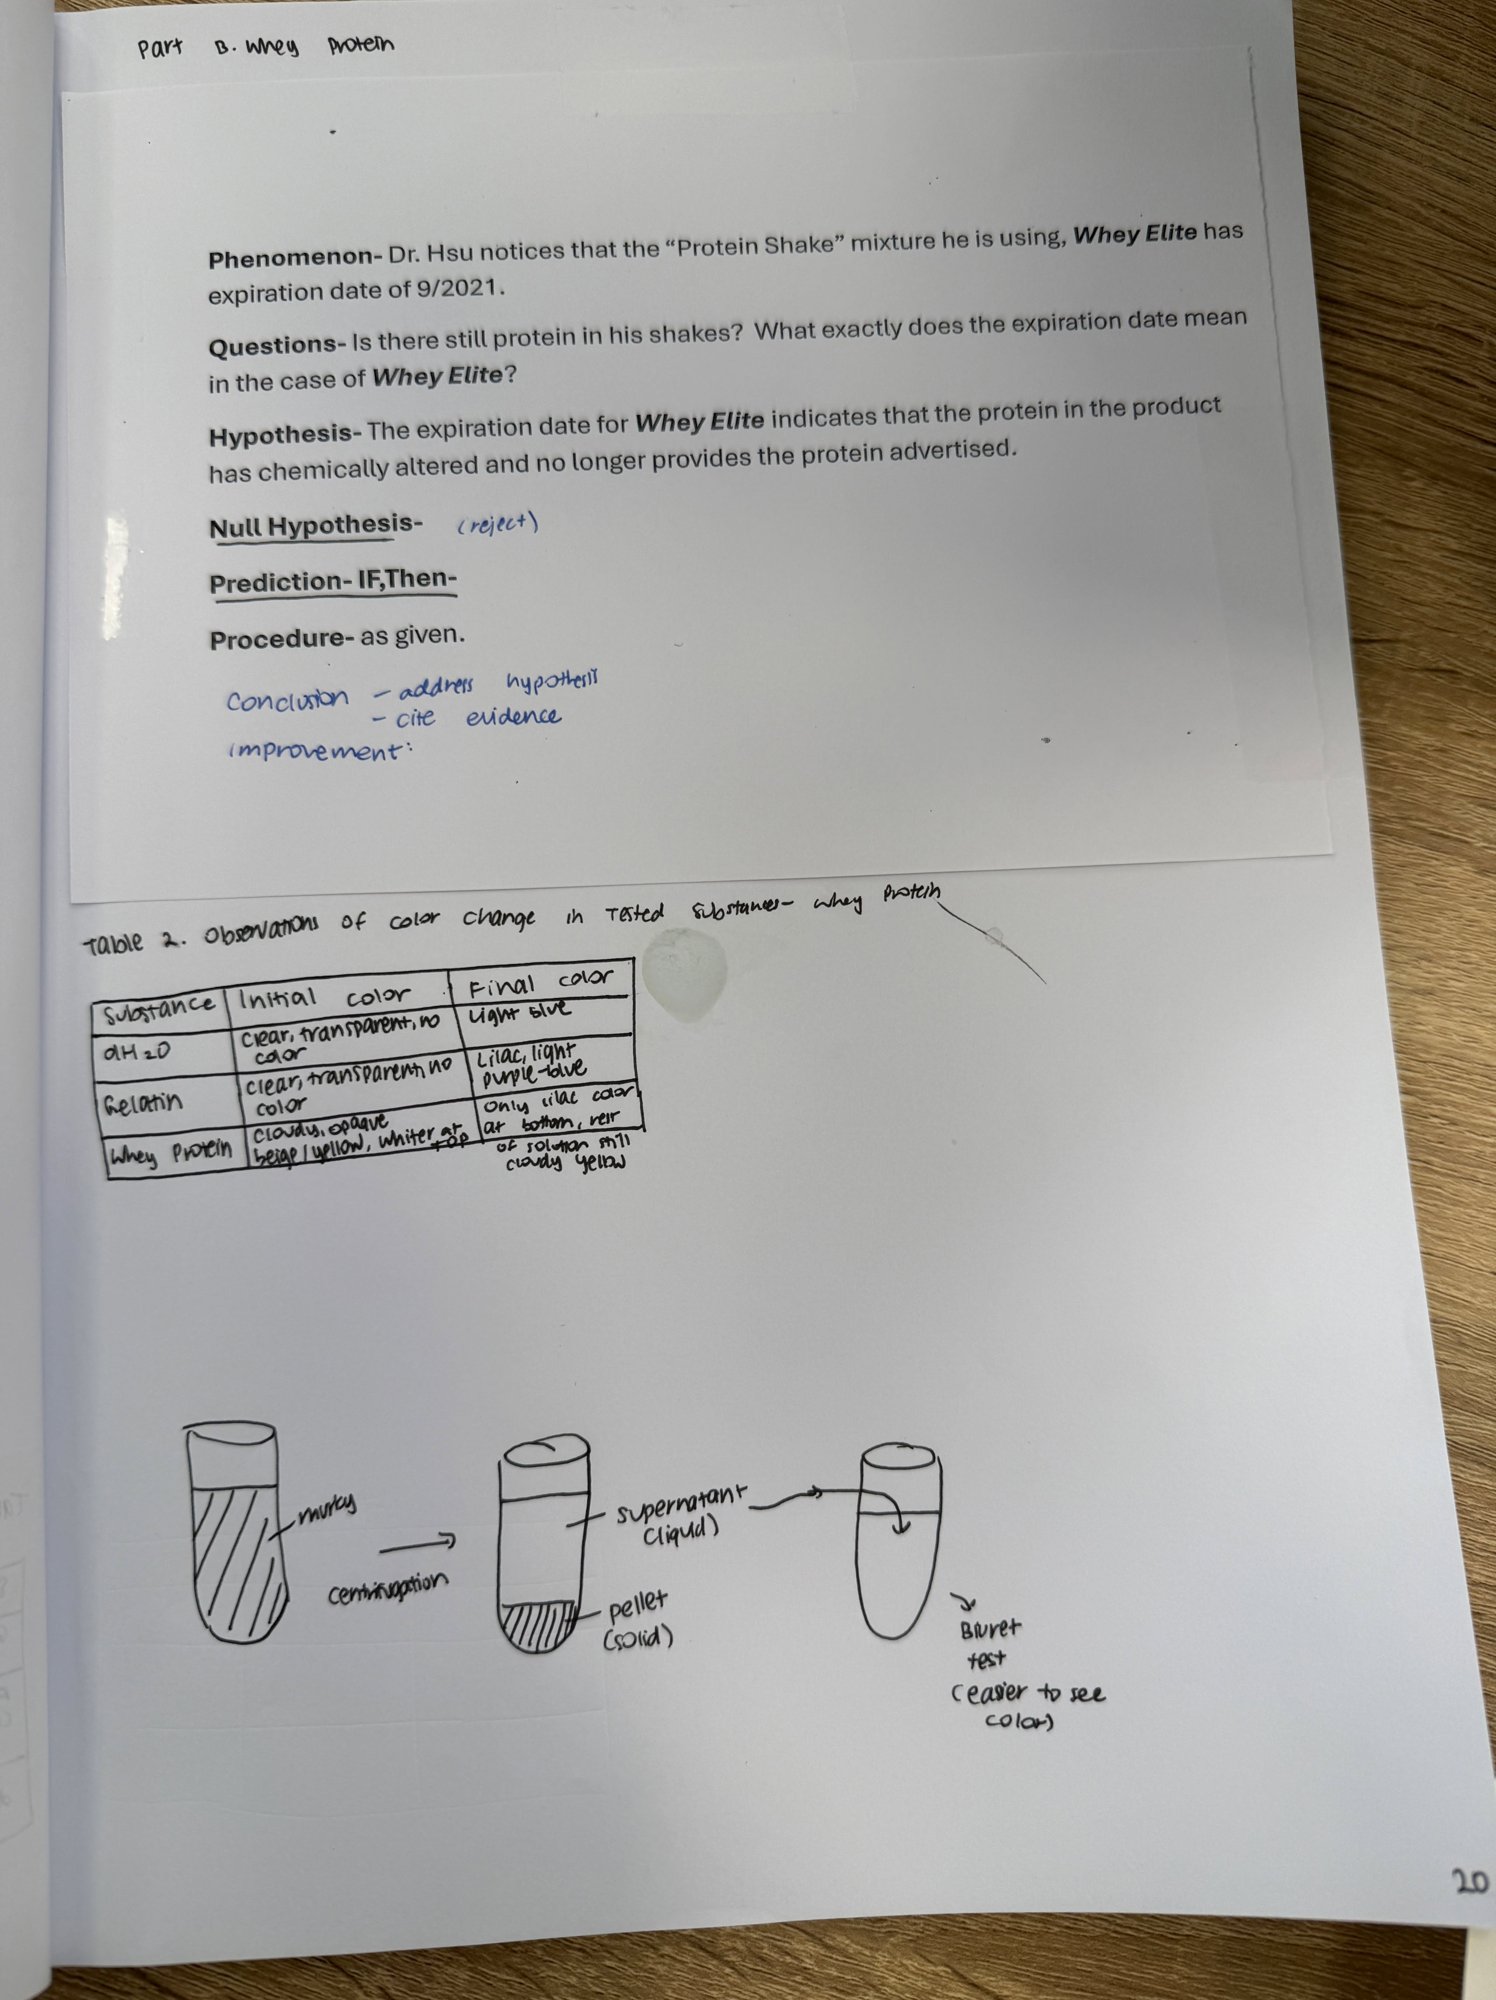 Part B. Whey Protein
Phenomenon- Dr. Hsu notices that the “Protein Shake” mixture he is using, Whey Elite has
expiration date of 9/2021.
Questions- Is there still protein in his shakes? What exactly does the expiration date mean
in the case of Whey Elite?
Hypothesis- The expiration date for Whey Elite indicates that the protein in the product
has chemically altered and no longer provides the protein advertised.
Null Hypothesis- (reject)
Prediction- IF,Then-
Procedure- as given.
Conclusion - address hypothesis
- cite evidence
improvement:
Table 2. Observations of color change in Tested Substances- Whey Protein
Substance Initial color Final color
dH2O clear, transparent, no color Light blue
Gelatin clear, transparent, no color Lilac, light purple-blue
Whey Protein cloudy, opaque beige/yellow, whiter at top Only lilac color at bottom, rest of solution still cloudy yellow
murky
centrifugation
supernatant
(liquid)
pellet
(solid)
Biuret
test
(easier to see
color)
20